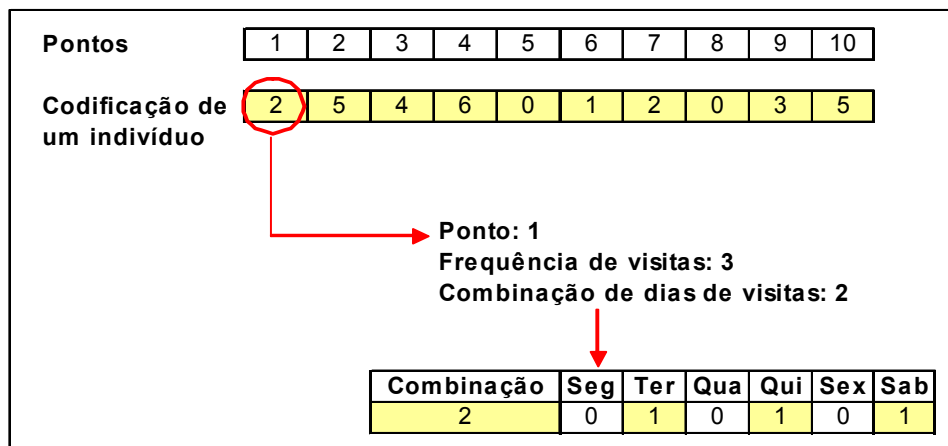 Pontos 1 2 3 4 5 6 7 8 9 10
Codificação de 2 5 4 6 0 1 2 0 3 5
um indivíduo
Ponto: 1
Frequência de visitas: 3
Combinação de dias de visitas: 2
Combinação Seg Ter Qua Qui Sex Sab
2 0 1 0 1 0 1